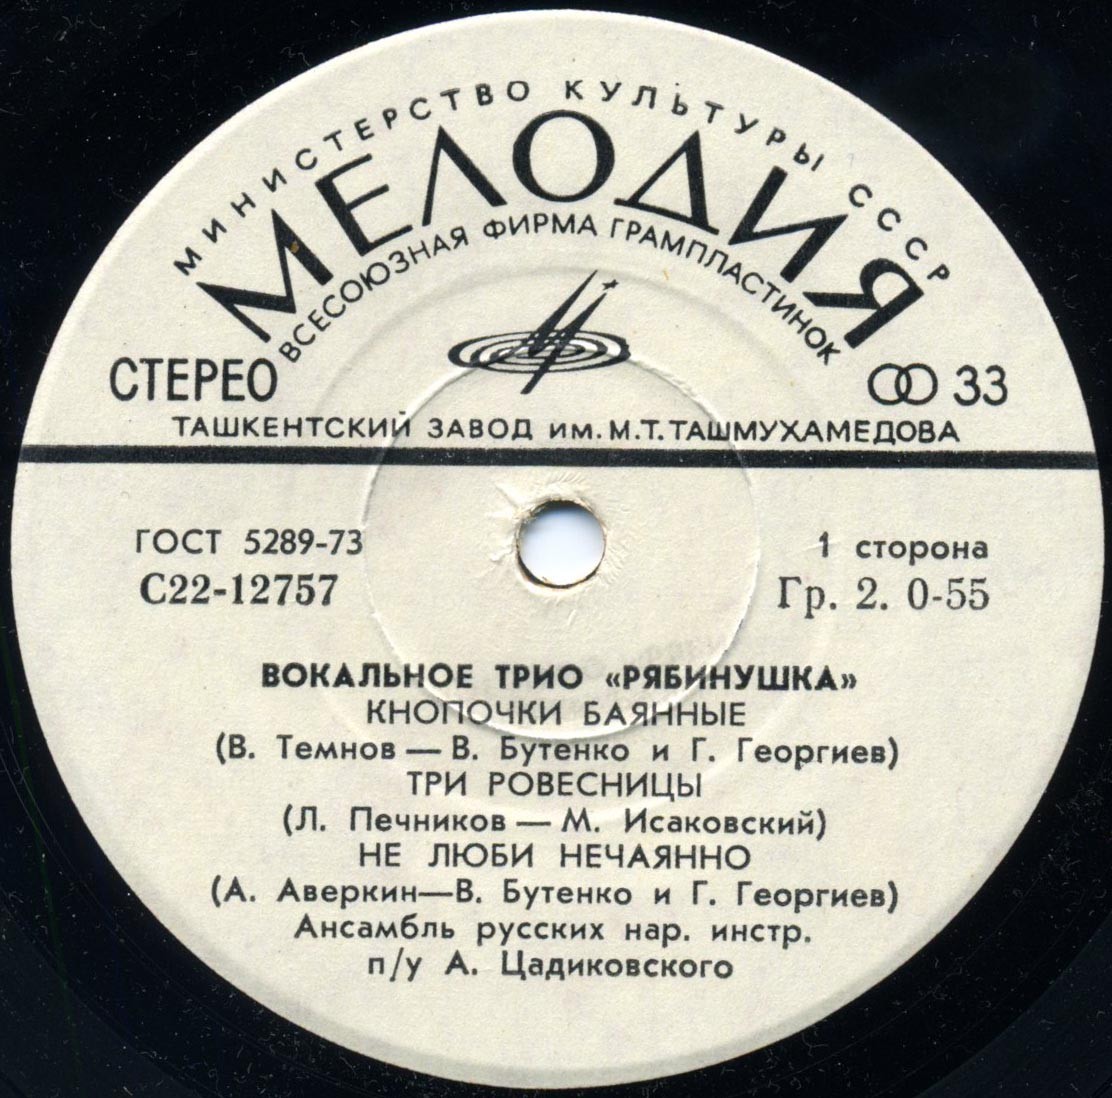 МИНИСТЕРСТВО КУЛЬТУРЫ СССР
МЕЛОДИЯ
ВСЕСОЮЗНАЯ ФИРМА ГРАМПЛАСТИНОК
СТЕРЕО
33
ТАШКЕНТСКИЙ ЗАВОД ИМ. М.Т. ТАШМУХАМЕДОВА
ГОСТ 5289-73
1 сторона
С22-12757
Гр. 2. 0-55
ВОКАЛЬНОЕ ТРИО «РЯБИНУШКА»
КНОПОЧКИ БАЯННЫЕ
(В. Темнов — В. Бутенко и Г. Георгиев)
ТРИ РОВЕСНИЦЫ
(Л. Печников — М. Исаковский)
НЕ ЛЮБИ НЕЧАЯННО
(А. Аверкин—В. Бутенко и Г. Георгиев)
Ансамбль русских нар. инстр.
п/у А. Цадиковского